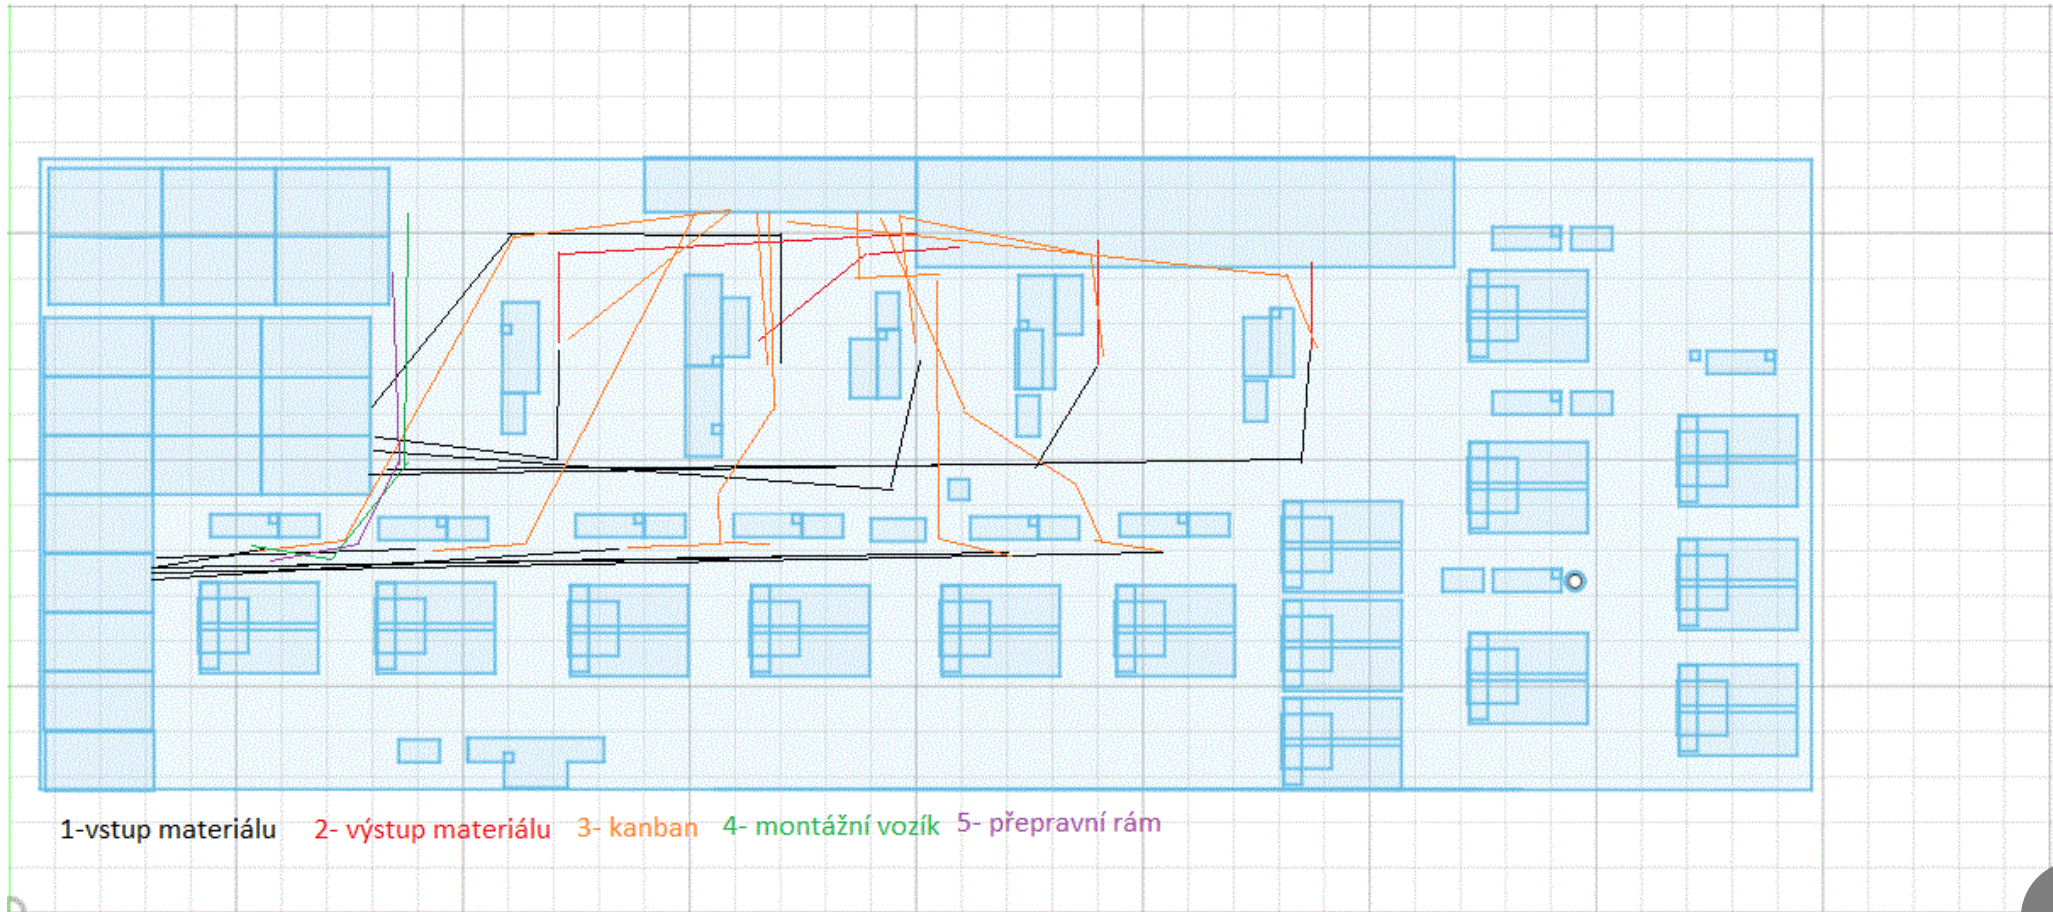 1-vstup materiálu 2- výstup materiálu 3- kanban 4- montážní vozík 5- přepravní rám